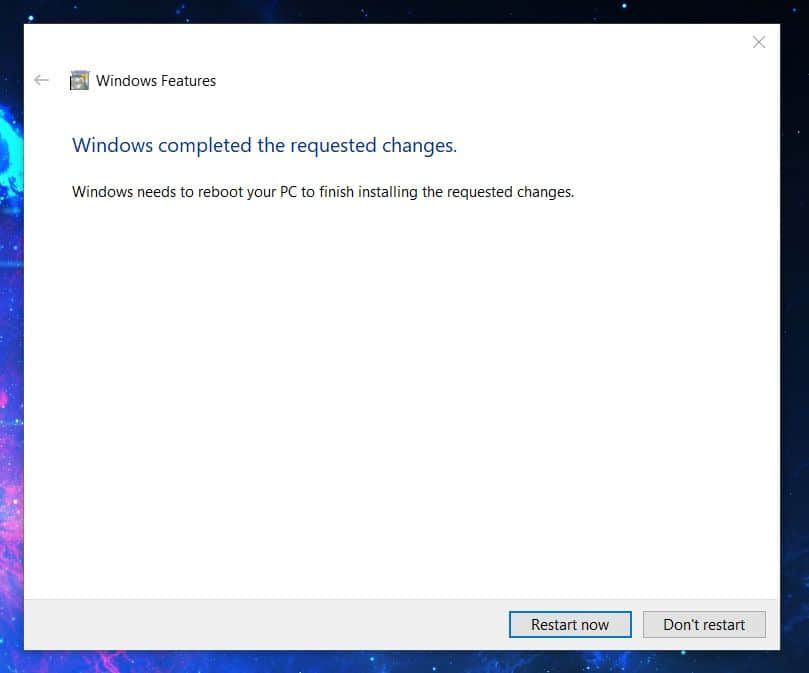 Windows Features
Windows completed the requested changes.
Windows needs to reboot your PC to finish installing the requested changes.
Restart now Don't restart